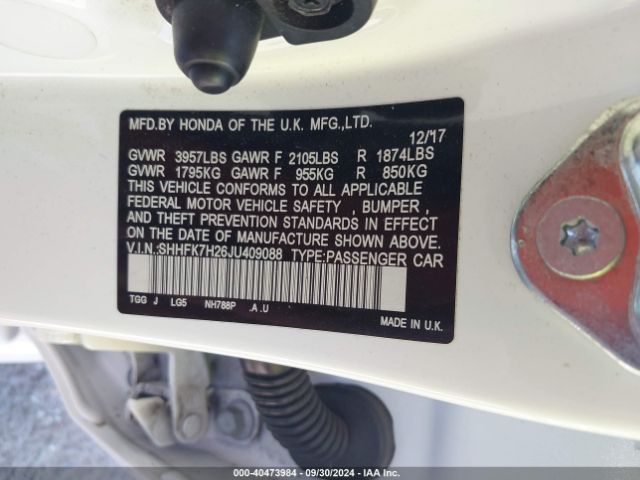 MFD.BY HONDA OF THE U.K. MFG.,LTD.
12/17
GVWR 3957LBS GAWR F 2105LBS R 1874LBS
GVWR 1795KG GAWR F 955KG R 850KG
THIS VEHICLE CONFORMS TO ALL APPLICABLE
FEDERAL MOTOR VEHICLE SAFETY , BUMPER ,
AND THEFT PREVENTION STANDARDS IN EFFECT
ON THE DATE OF MANUFACTURE SHOWN ABOVE.
V.I.N:SHHFK7H26JU409088 TYPE:PASSENGER CAR
TGG J LG5 NH788P .A .U
MADE IN U.K.
000-40473984 - 09/30/2024 - IAA Inc.